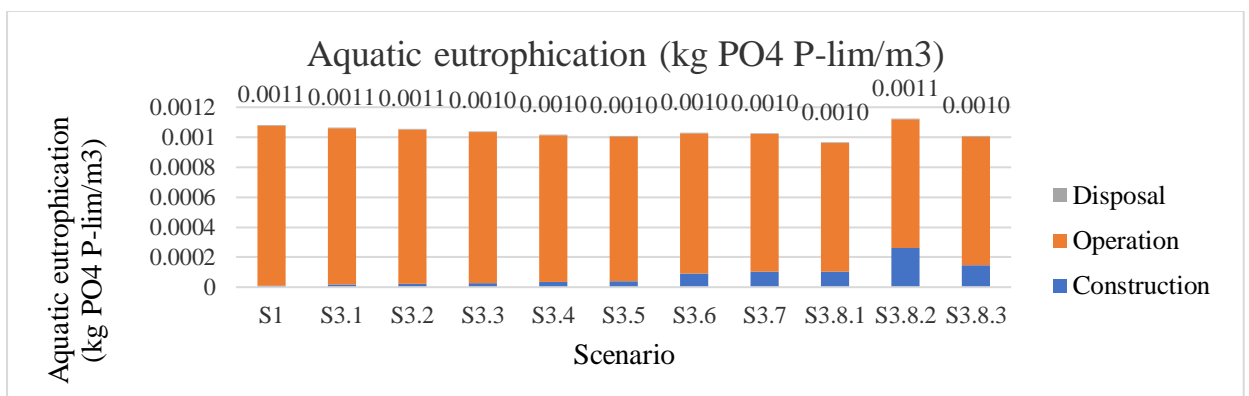 Aquatic eutrophication (kg PO4 P-lim/m3)
0.0011 0.0011 0.0011 0.0010 0.0010 0.0010 0.0010 0.0010 0.0010 0.0011 0.0010
0.0012
0.001
0.0008
0.0006
0.0004
0.0002
0
Aquatic eutrophication
(kg PO4 P-lim/m3)
S1 S3.1 S3.2 S3.3 S3.4 S3.5 S3.6 S3.7 S3.8.1 S3.8.2 S3.8.3
Scenario
Disposal
Operation
Construction